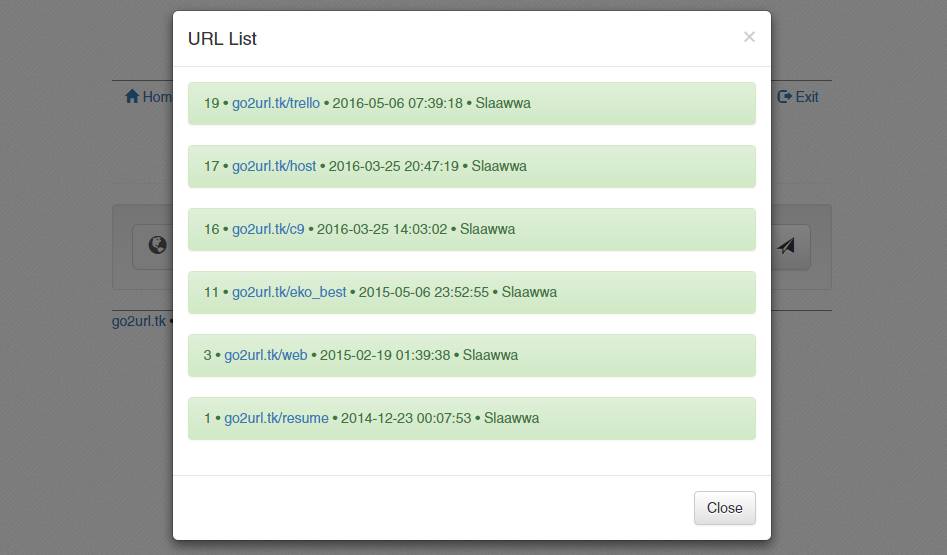 URL List ×
Home
Exit
19 • go2url.tk/trello • 2016-05-06 07:39:18 • Slaawwa
17 • go2url.tk/host • 2016-03-25 20:47:19 • Slaawwa
16 • go2url.tk/c9 • 2016-03-25 14:03:02 • Slaawwa
11 • go2url.tk/eko_best • 2015-05-06 23:52:55 • Slaawwa
go2url.tk •
3 • go2url.tk/web • 2015-02-19 01:39:38 • Slaawwa
1 • go2url.tk/resume • 2014-12-23 00:07:53 • Slaawwa
Close